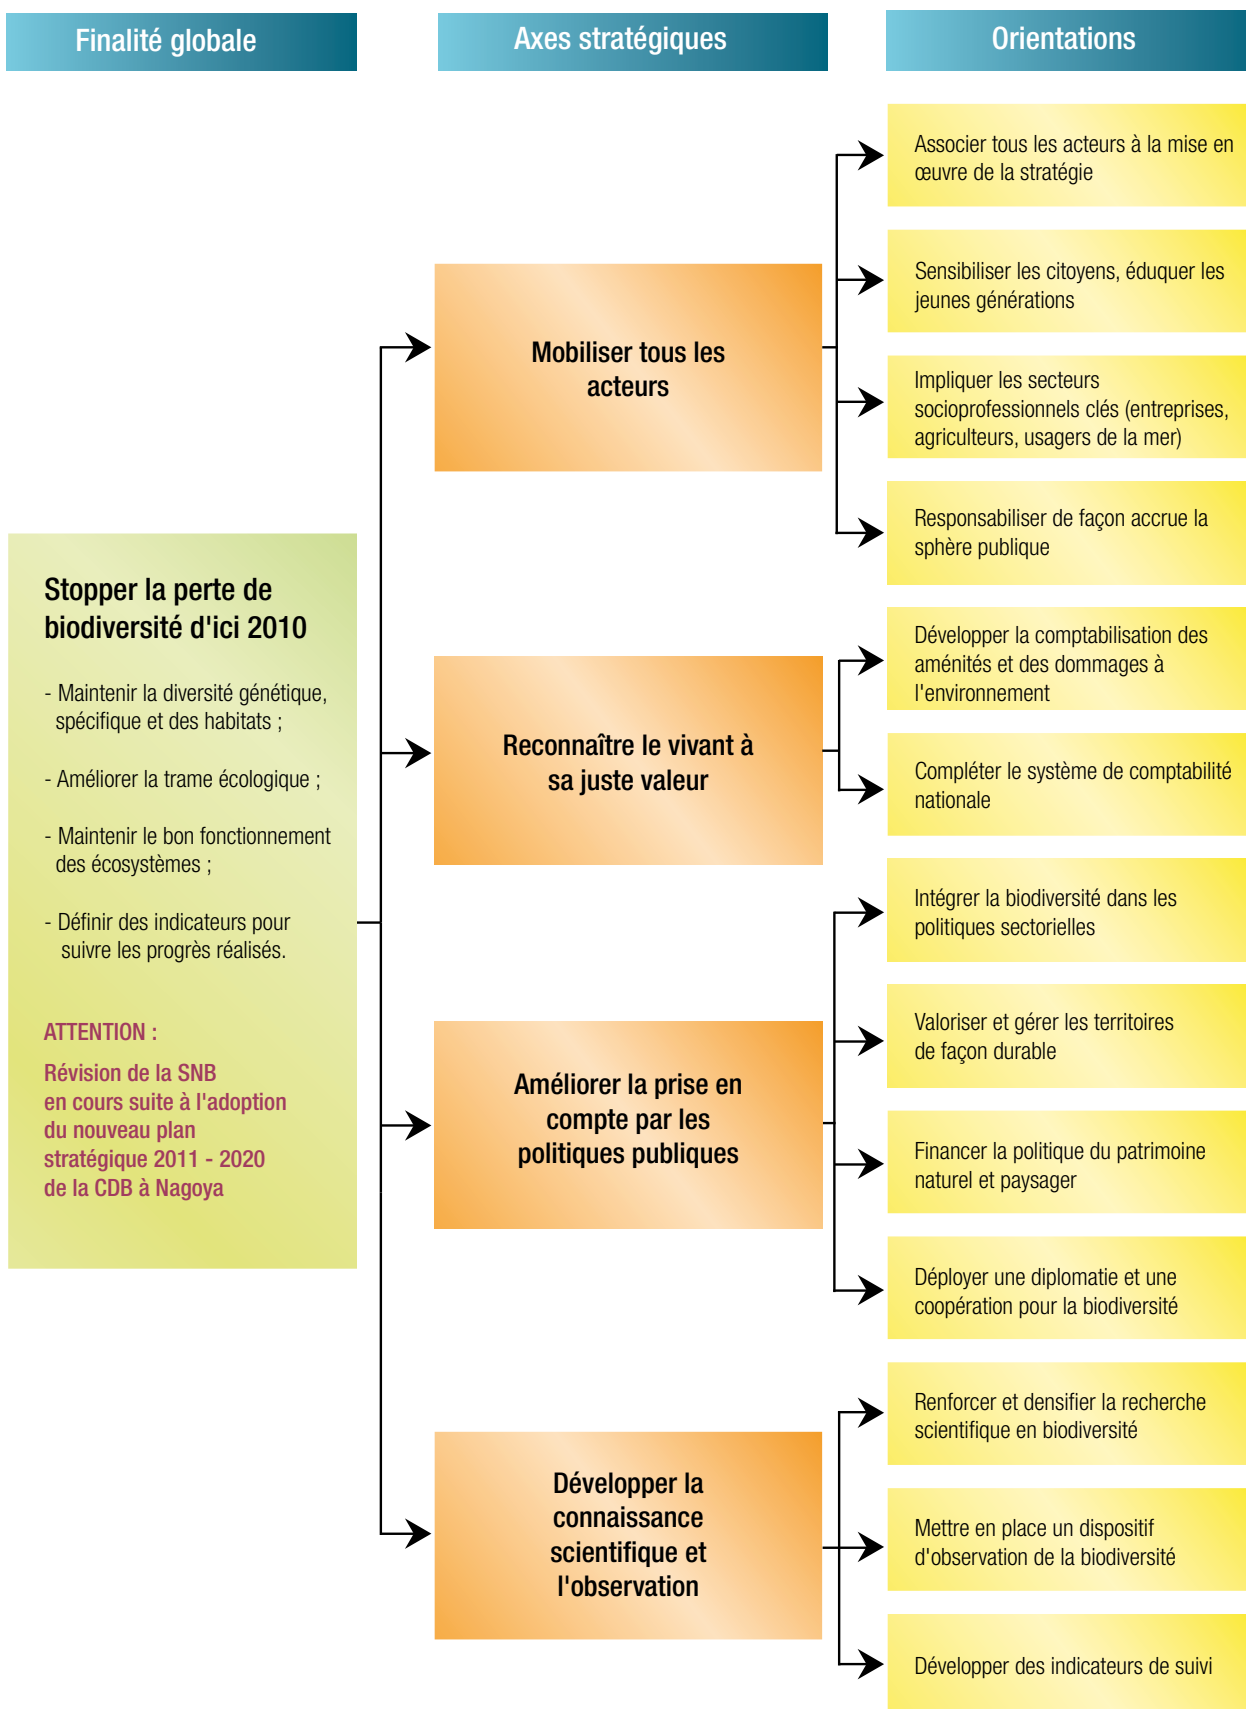 Finalité globale
Axes stratégiques
Orientations
Stopper la perte de
biodiversité d'ici 2010
- Maintenir la diversité génétique,
spécifique et des habitats ;
- Améliorer la trame écologique ;
- Maintenir le bon fonctionnement
des écosystèmes ;
- Définir des indicateurs pour
suivre les progrès réalisés.
ATTENTION :
Révision de la SNB
en cours suite à l'adoption
du nouveau plan
stratégique 2011 - 2020
de la CDB à Nagoya
Mobiliser tous les
acteurs
Associer tous les acteurs à la mise en
œuvre de la stratégie
Sensibiliser les citoyens, éduquer les
jeunes générations
Impliquer les secteurs
socioprofessionnels clés (entreprises,
agriculteurs, usagers de la mer)
Responsabiliser de façon accrue la
sphère publique
Reconnaître le vivant à
sa juste valeur
Développer la comptabilisation des
aménités et des dommages à
l'environnement
Compléter le système de comptabilité
nationale
Améliorer la prise en
compte par les
politiques publiques
Intégrer la biodiversité dans les
politiques sectorielles
Valoriser et gérer les territoires
de façon durable
Financer la politique du patrimoine
naturel et paysager
Déployer une diplomatie et une
coopération pour la biodiversité
Développer la
connaissance
scientifique et
l'observation
Renforcer et densifier la recherche
scientifique en biodiversité
Mettre en place un dispositif
d'observation de la biodiversité
Développer des indicateurs de suivi